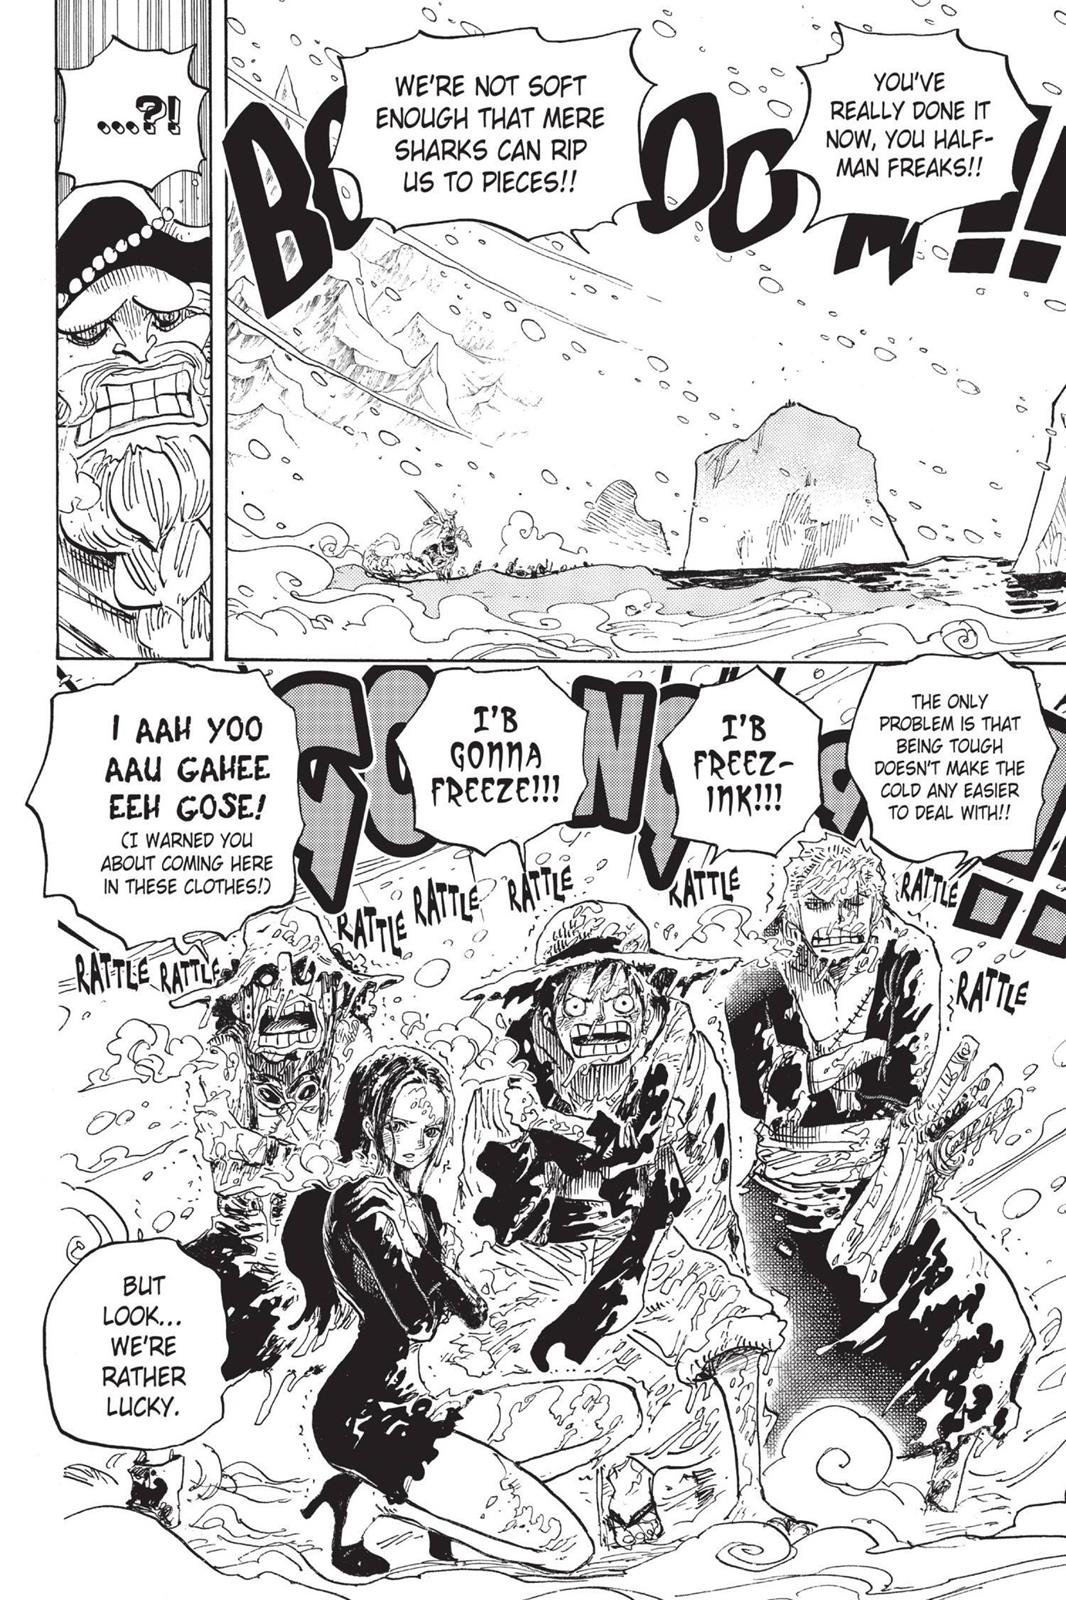 YOU'VE
REALLY DONE IT
NOW, YOU HALF-
MAN FREAKS!!
WE'RE NOT SOFT
ENOUGH THAT MERE
SHARKS CAN RIP
US TO PIECES!!
BOOOOM!!
...?!
THE ONLY
PROBLEM IS THAT
BEING TOUGH
DOESN'T MAKE THE
COLD ANY EASIER
TO DEAL WITH!!
I'B
FREEZ-
INK!!!
I'B
GONNA
FREEZE!!!
I AAH YOO
AAU GAHEE
EEH GOSE!
(I WARNED YOU
ABOUT COMING HERE
IN THESE CLOTHES!)
RATTLE
RATTLE
RATTLE
RATTLE
RATTLE
RATTLE
RATTLE
RATTLE
BUT
LOOK...
WE'RE
RATHER
LUCKY.